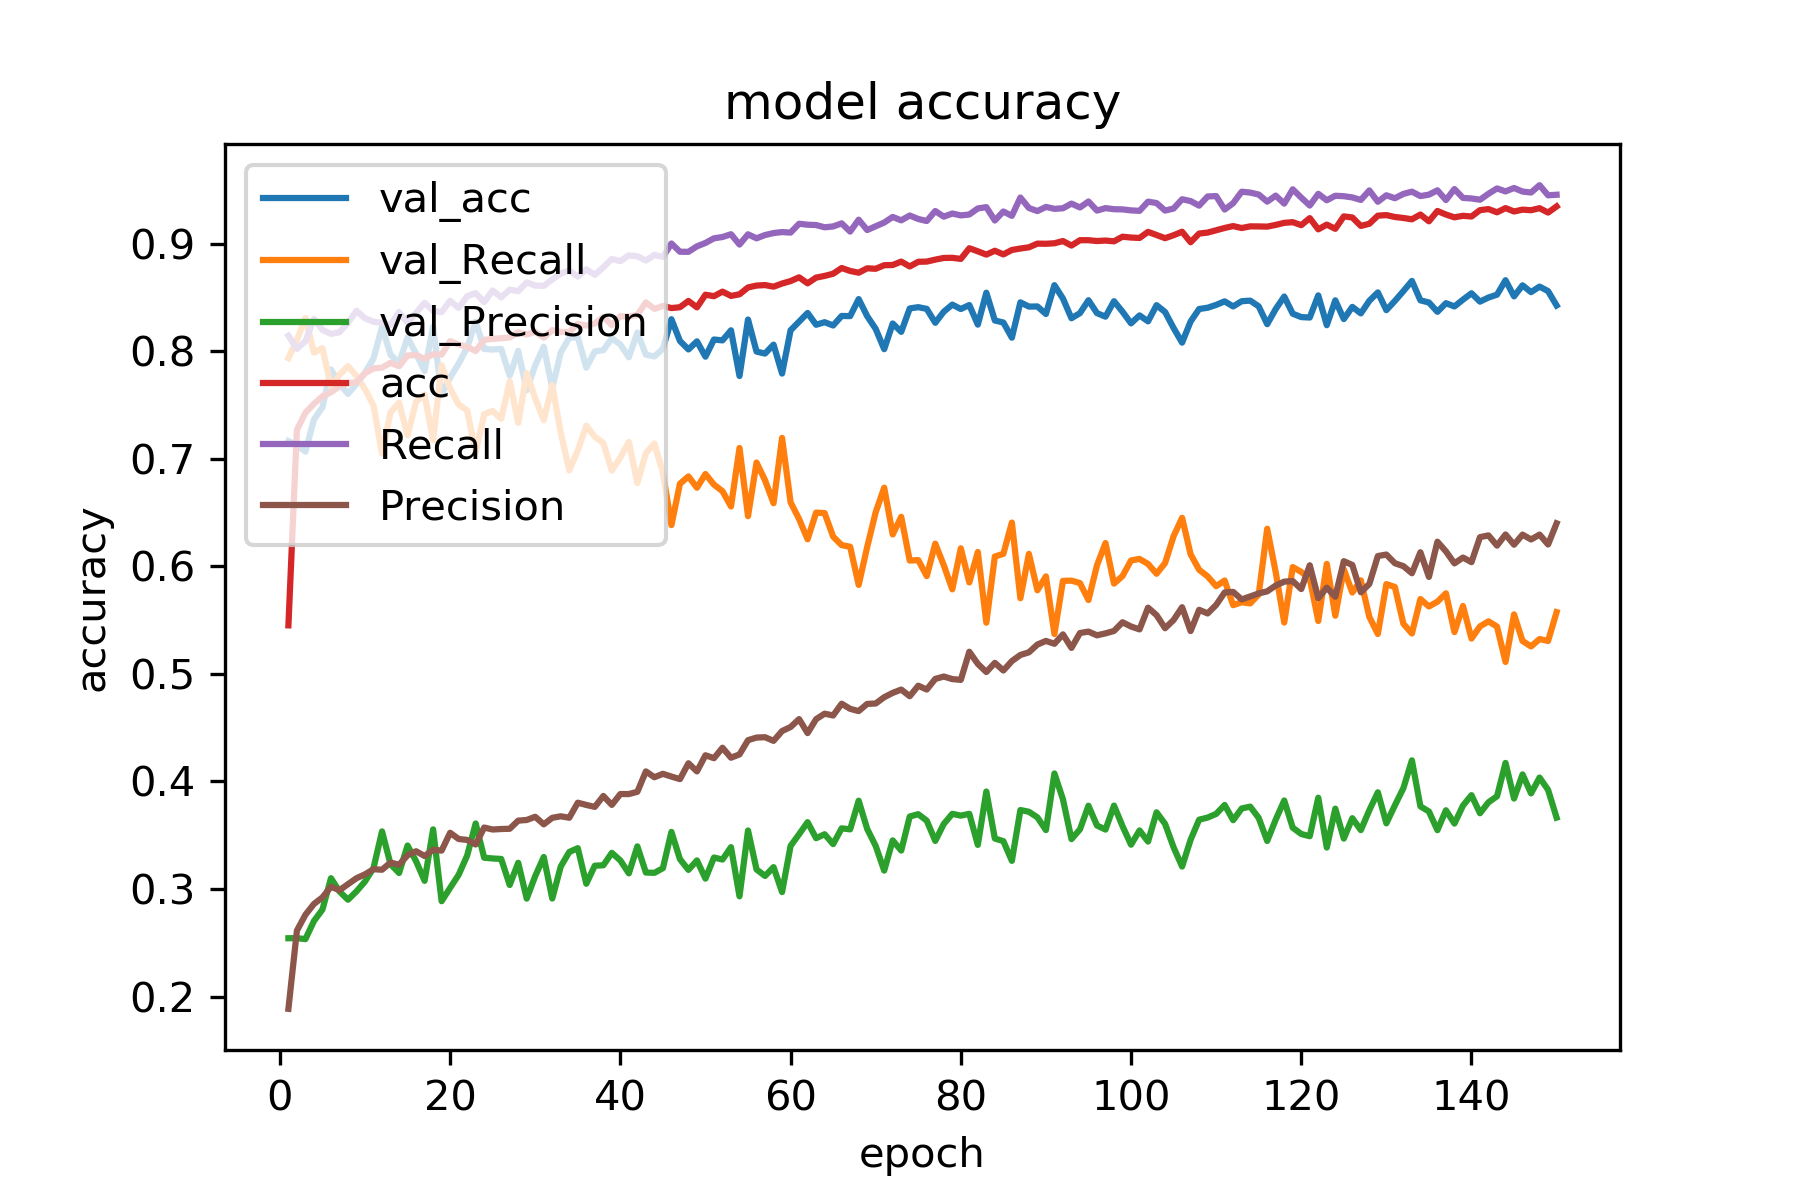 model accuracy
val_acc
val_Recall
val_Precision
acc
Recall
Precision
accuracy
0.9
0.8
0.7
0.6
0.5
0.4
0.3
0.2
0 20 40 60 80 100 120 140
epoch